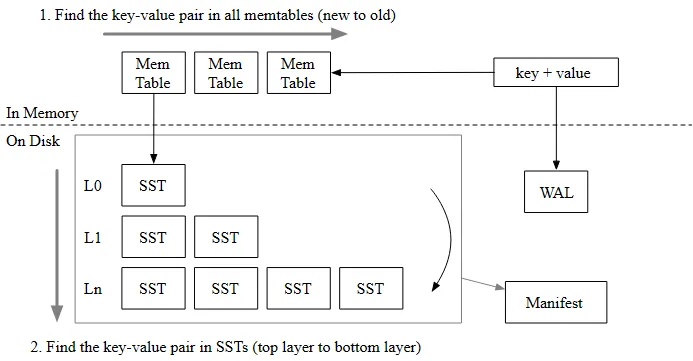 1. Find the key-value pair in all memtables (new to old)
Mem
Table
Mem
Table
Mem
Table
key + value
In Memory
On Disk
L0
SST
WAL
L1
SST
SST
Ln
SST
SST
SST
SST
Manifest
2. Find the key-value pair in SSTs (top layer to bottom layer)